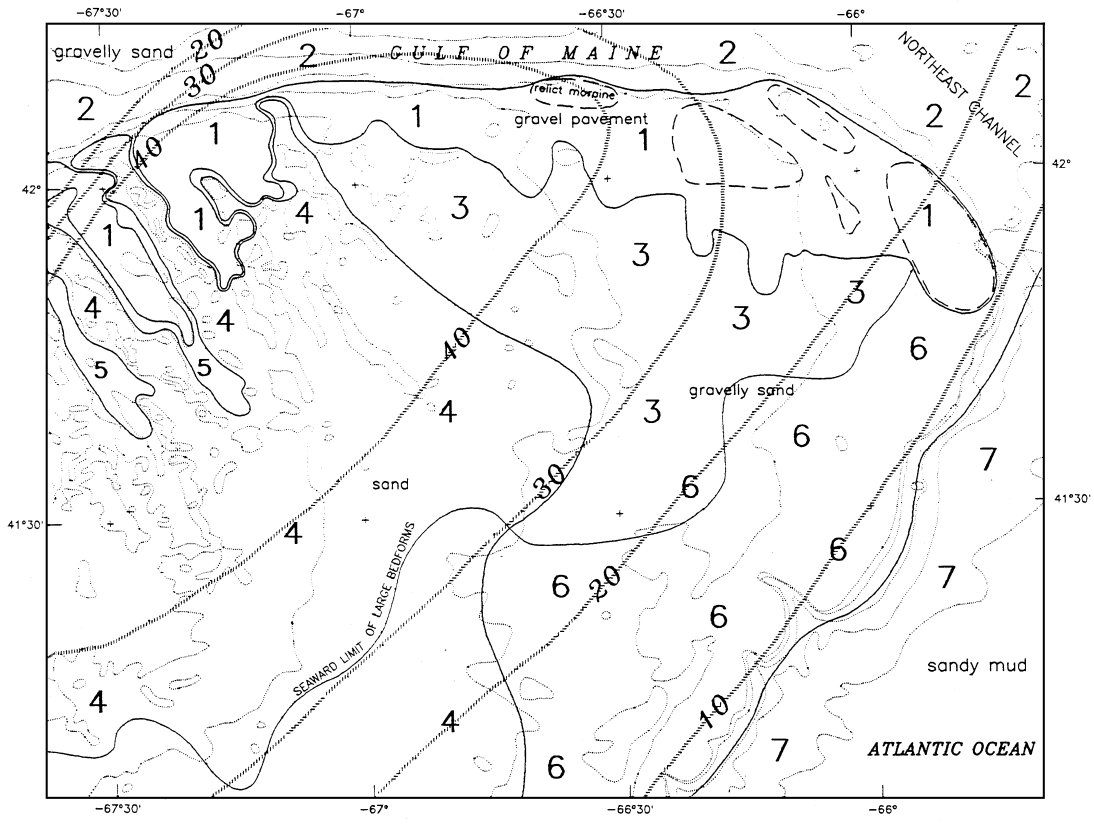 -67°30' -67° -66°30' -66°
gravelly sand 20 2 GULF OF MAINE 2 NORTHEAST CHANNEL 2
30
relict moraine
2 1 1 gravel pavement 1 2
40 42°
42° 1 4 3 1
1
3
4 4 3 3
5 5 40 6
gravelly sand
4 3
6 7
30 6
sand
41°30' 4 41°30'
6
SEAWARD LIMIT OF LARGE BEDFORMS
6 20 7
6
sandy mud
4
4 10
7 ATLANTIC OCEAN
6
-67°30' -67° -66°30' -66°